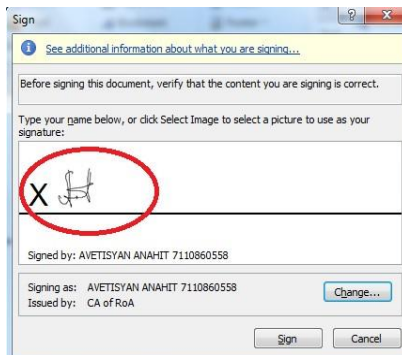 Sign
See additional information about what you are signing...
Before signing this document, verify that the content you are signing is correct.
Type your name below, or click Select Image to select a picture to use as your
signature:
X
Signed by: AVETISYAN ANAHIT 7110860558
Signing as: AVETISYAN ANAHIT 7110860558
Change...
Issued by: CA of RoA
Sign Cancel